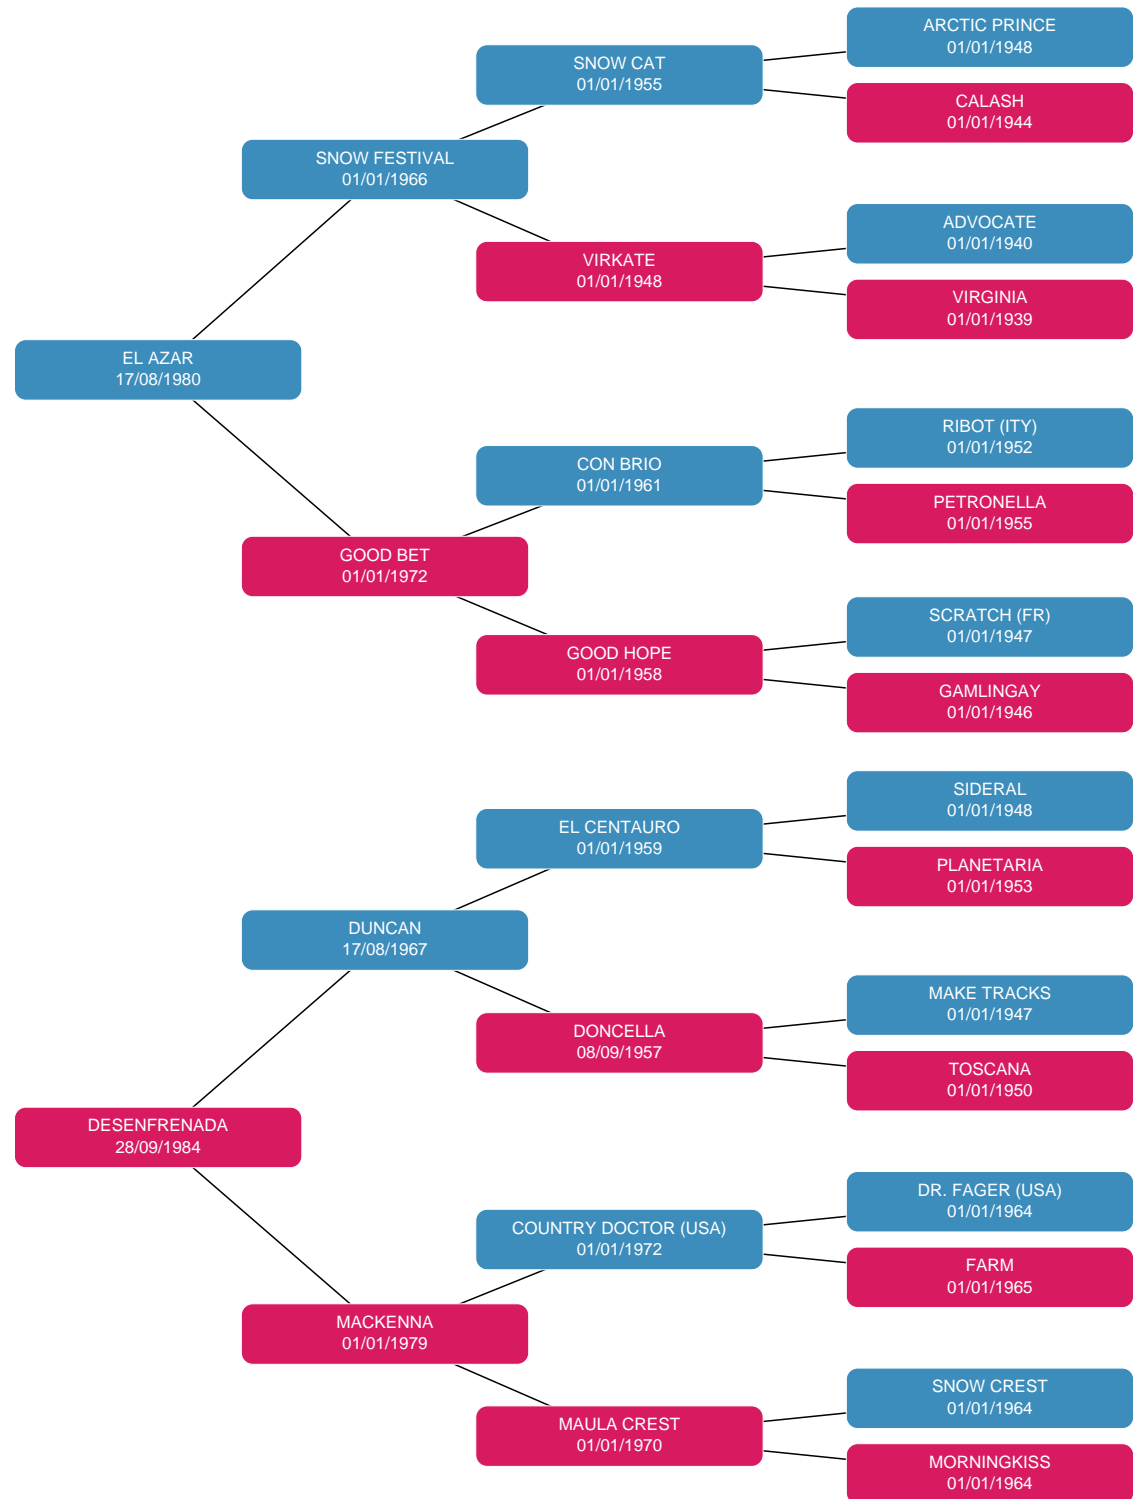 ARCTIC PRINCE
01/01/1948
SNOW CAT
01/01/1955
CALASH
01/01/1944
SNOW FESTIVAL
01/01/1966
ADVOCATE
01/01/1940
VIRKATE
01/01/1948
VIRGINIA
01/01/1939
EL AZAR
17/08/1980
RIBOT (ITY)
01/01/1952
CON BRIO
01/01/1961
PETRONELLA
01/01/1955
GOOD BET
01/01/1972
SCRATCH (FR)
01/01/1947
GOOD HOPE
01/01/1958
GAMLINGAY
01/01/1946
SIDERAL
01/01/1948
EL CENTAURO
01/01/1959
PLANETARIA
01/01/1953
DUNCAN
17/08/1967
MAKE TRACKS
01/01/1947
DONCELLA
08/09/1957
TOSCANA
01/01/1950
DESENFRENADA
28/09/1984
DR. FAGER (USA)
01/01/1964
COUNTRY DOCTOR (USA)
01/01/1972
FARM
01/01/1965
MACKENNA
01/01/1979
SNOW CREST
01/01/1964
MAULA CREST
01/01/1970
MORNINGKISS
01/01/1964